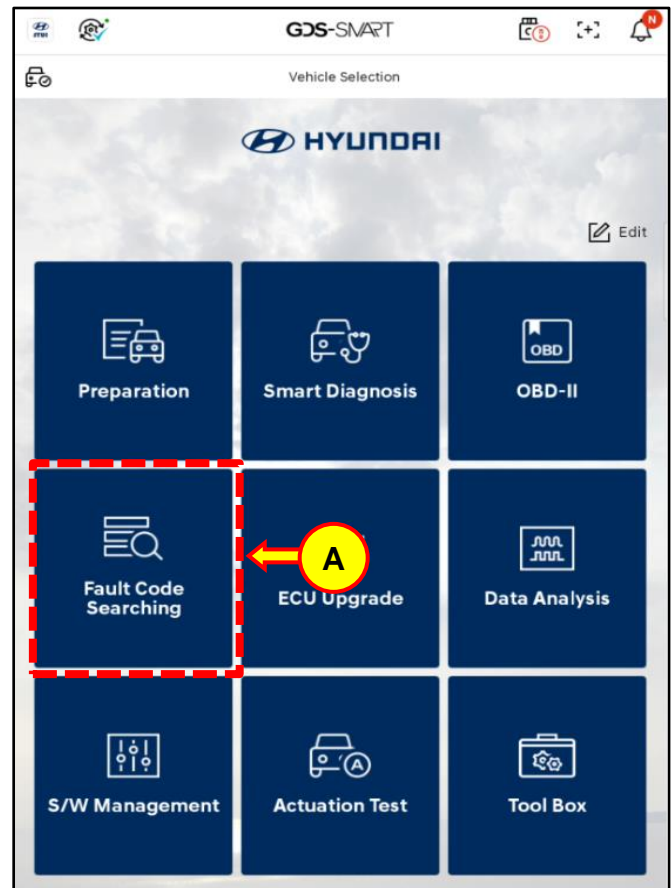 GDS-SMART
N
Vehicle Selection
HYUNDAI
Edit
Preparation
Smart Diagnosis
OBD
OBD-II
Fault Code
Searching
A
ECU Upgrade
Data Analysis
S/W Management
A
Actuation Test
Tool Box